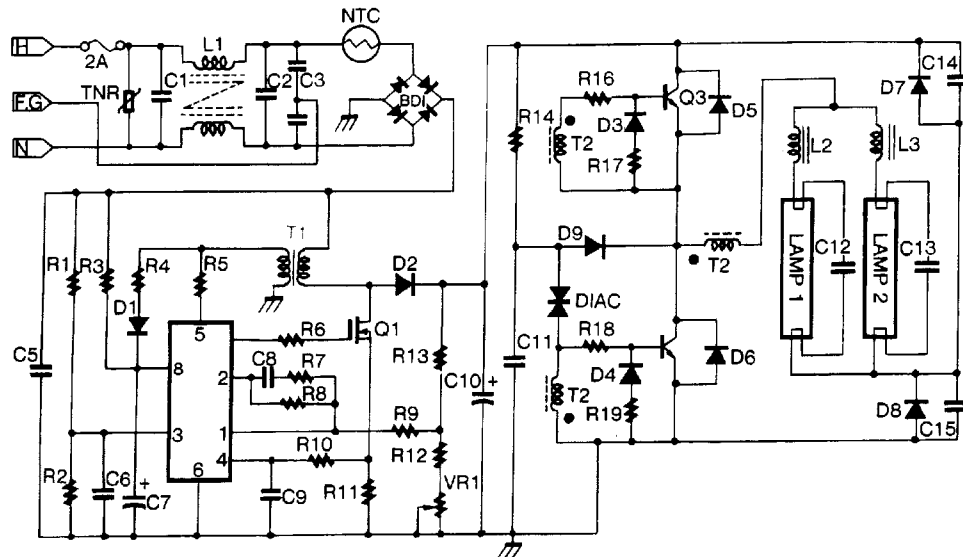 NTC
H
2A
L1
TNR
C1
C2
C3
F.G
BDI
N
R14
R16
Q3
D3
T2
R17
D5
D7
C14
L2
L3
LAMP 1
LAMP 2
C12
C13
T1
R1
R3
R4
R5
D1
D2
D9
T2
DIAC
C5
5
R6
Q1
R13
C11
R18
8
2
C8
R7
R8
C10
+
D4
D6
T2
R19
3
1
R9
D8
C15
R2
C6
+
C7
4
6
R10
C9
R11
R12
VR1